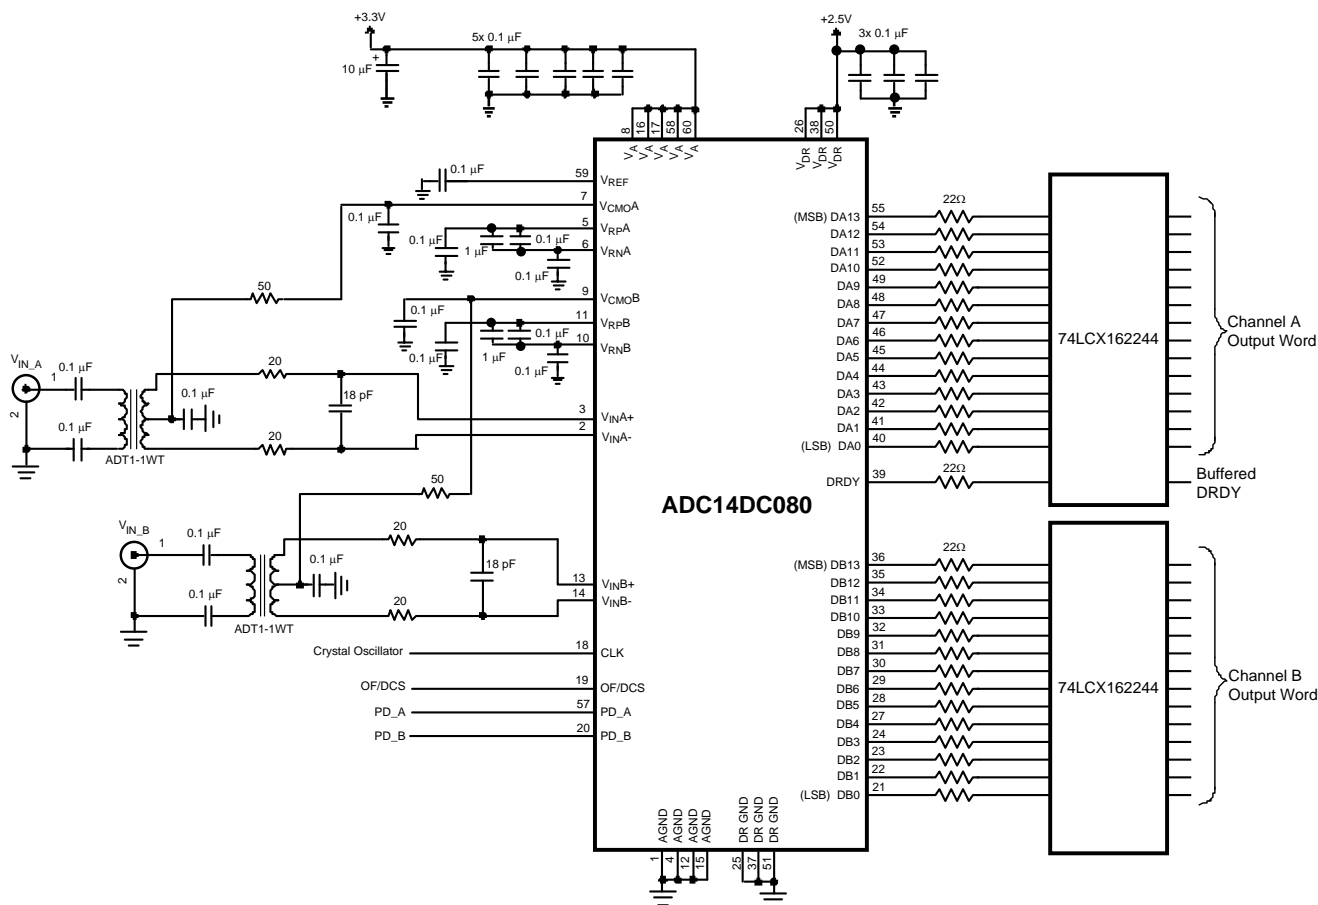 +3.3V
5x 0.1 µF
+
10 µF
+2.5V
3x 0.1 µF
8
16
17
58
60
VA
VA
VA
VA
VA
26
38
50
VDR
VDR
VDR
0.1 µF
59
VREF
7
VCMOA
0.1 µF
5
VRPA
0.1 µF
1 µF
0.1 µF
6
VRNA
0.1 µF
50
9
VCMOB
0.1 µF
11
VRPB
0.1 µF
1 µF
0.1 µF
10
VRNB
0.1 µF
VIN_A
1
2
0.1 µF
0.1 µF
ADT1-1WT
0.1 µF
20
20
18 pF
3
VINA+
2
VINA-
50
VIN_B
1
2
0.1 µF
0.1 µF
ADT1-1WT
0.1 µF
20
20
18 pF
13
VINB+
14
VINB-
Crystal Oscillator
18
CLK
OF/DCS
19
OF/DCS
PD_A
57
PD_A
PD_B
20
PD_B
ADC14DC080
AGND
AGND
AGND
AGND
1
4
12
15
DR GND
DR GND
DR GND
25
37
51
22Ω
(MSB) DA13
55
DA12
54
DA11
53
DA10
52
DA9
49
DA8
48
DA7
47
DA6
46
DA5
45
DA4
44
DA3
43
DA2
42
DA1
41
(LSB) DA0
40
DRDY
39
22Ω
74LCX162244
Channel A
Output Word
Buffered
DRDY
22Ω
(MSB) DB13
36
DB12
35
DB11
34
DB10
33
DB9
32
DB8
31
DB7
30
DB6
29
DB5
28
DB4
27
DB3
24
DB2
23
DB1
22
(LSB) DB0
21
74LCX162244
Channel B
Output Word